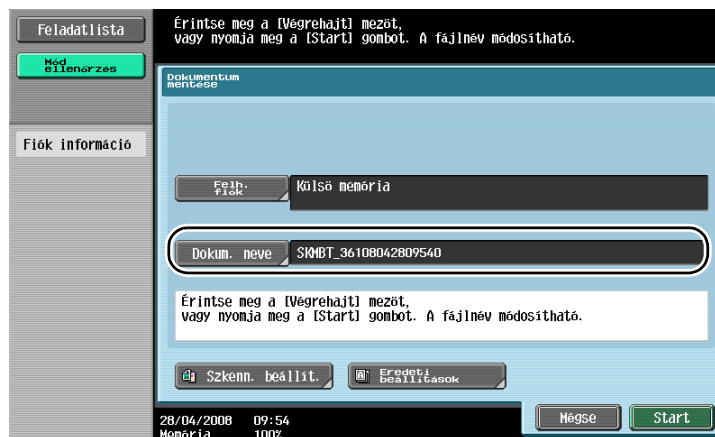 Feladatlista
Érintse meg a [Végrehajt] mezőt,
vagy nyomja meg a [Start] gombot. A fájlnév módosítható.
Mód
ellenőrzés
Dokumentum
mentése
Fiók információ
Felh.
fiók
Külső memória
Dokum. neve
SKMBT_36108042809540
Érintse meg a [Végrehajt] mezőt,
vagy nyomja meg a [Start] gombot. A fájlnév módosítható.
Szkenn. beállít.
Eredeti
beállítások
28/04/2008 09:54
Memória 100%
Mégse
Start